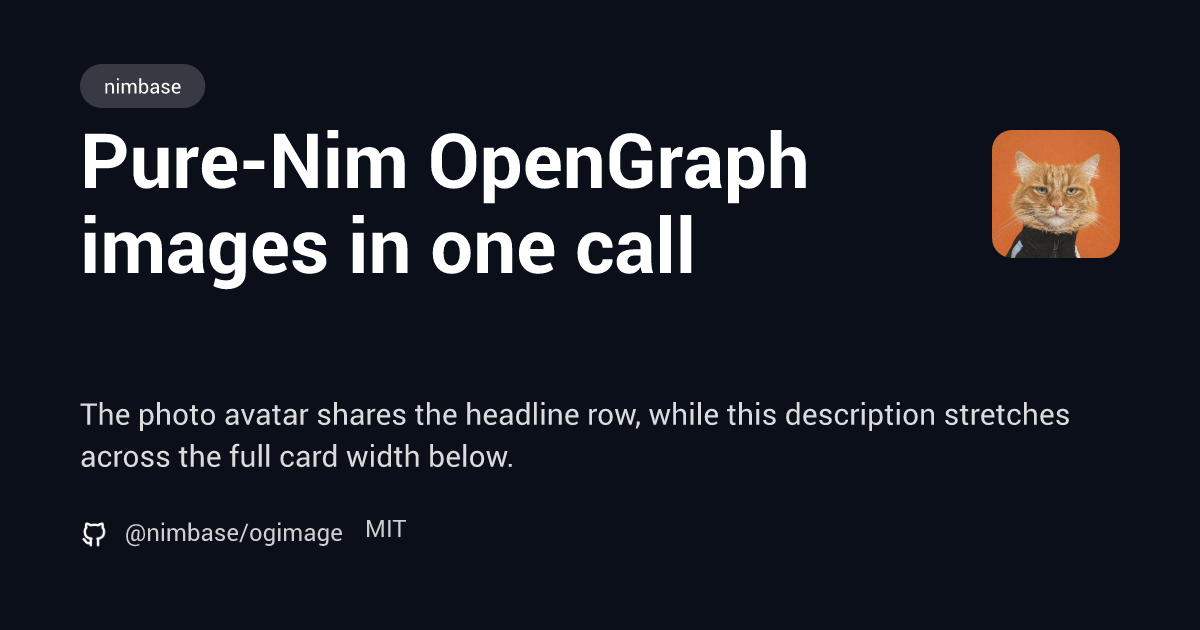 nimbase
Pure-Nim OpenGraph
images in one call
The photo avatar shares the headline row, while this description stretches
across the full card width below.
@nimbase/ogimage MIT